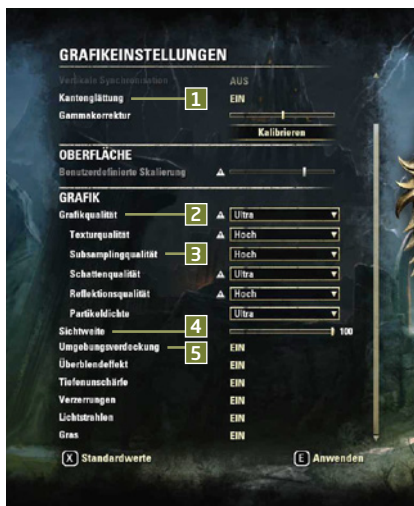 GRAFIKEINSTELLUNGEN
Vertikale Synchronisation AUS
Kantenglättung 1 EIN
Gammakorrektur
Kalibrieren
OBERFLÄCHE
Benutzerdefinierte Skalierung
GRAFIK
Grafikqualität 2 Ultra
Texturqualität Hoch
Subsamplingqualität 3 Hoch
Schattenqualität Ultra
Reflektionsqualität Hoch
Partikeldichte Ultra
Sichtweite 4 100
Umgebungsverdeckung 5 EIN
Überblendeffekt EIN
Tiefenunschärfe EIN
Verzerrungen EIN
Lichtstrahlen EIN
Gras EIN
X Standardwerte E Anwenden